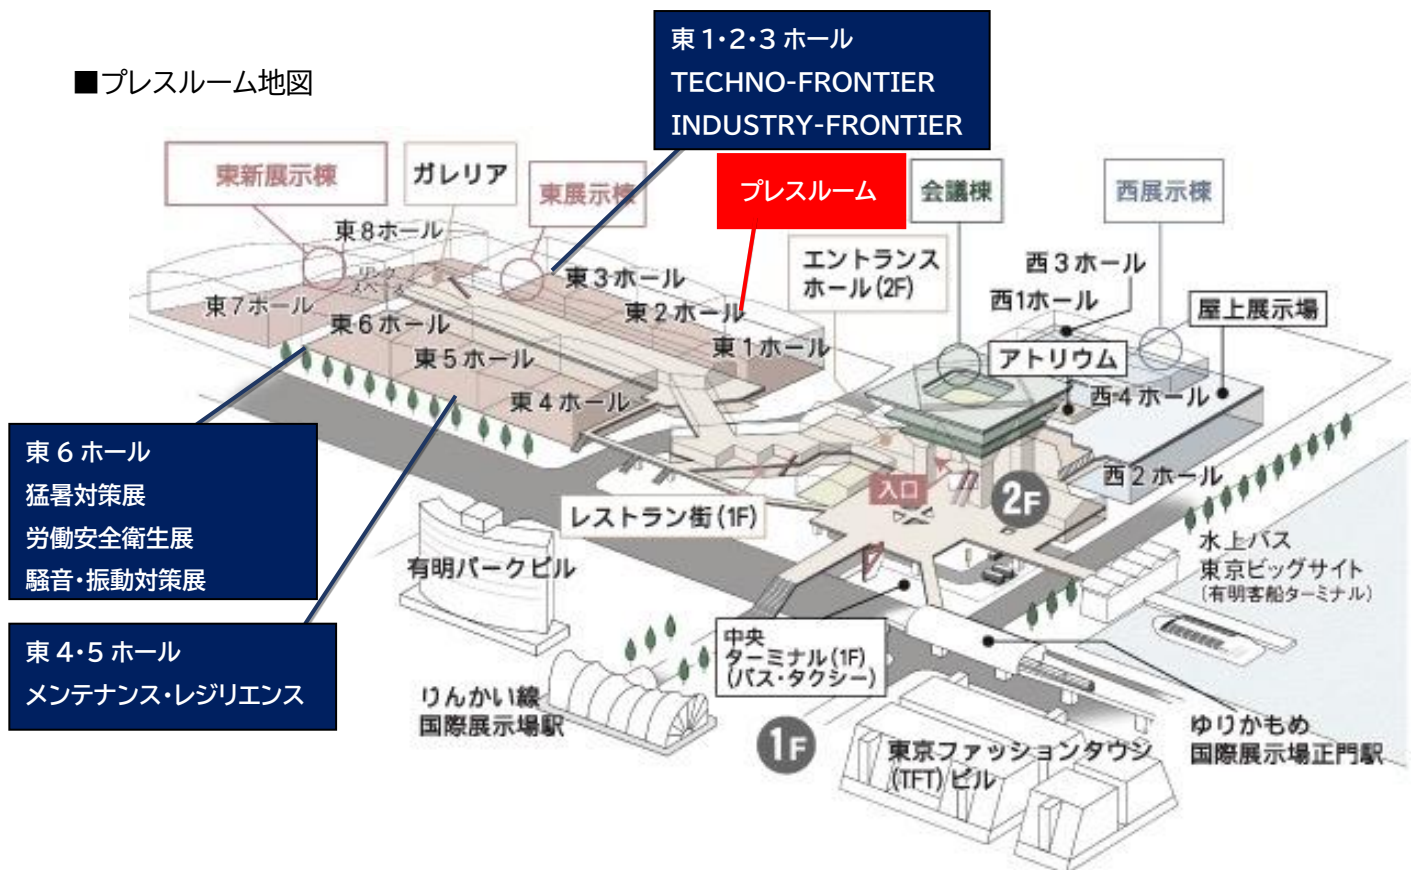 ■プレスルーム地図
東1・2・3 ホール
TECHNO-FRONTIER
INDUSTRY-FRONTIER
東新展示棟
ガレリア
東展示棟
プレスルーム
会議棟
西展示棟
東8ホール
リンク
スペース
東7ホール
東6ホール
東5ホール
東4ホール
東3ホール
東2ホール
東1ホール
エントランス
ホール(2F)
西3ホール
西1ホール
屋上展示場
アトリウム
西4ホール
西2ホール
入口
2F
東 6 ホール
猛暑対策展
労働安全衛生展
騒音・振動対策展
東 4・5 ホール
メンテナンス・レジリエンス
レストラン街(1F)
有明パークビル
水上バス
東京ビッグサイト
(有明客船ターミナル)
中央
ターミナル(1F)
(バス・タクシー)
りんかい線
国際展示場駅
1F
東京ファッションタウン
(TFT)ビル
ゆりかもめ
国際展示場正門駅